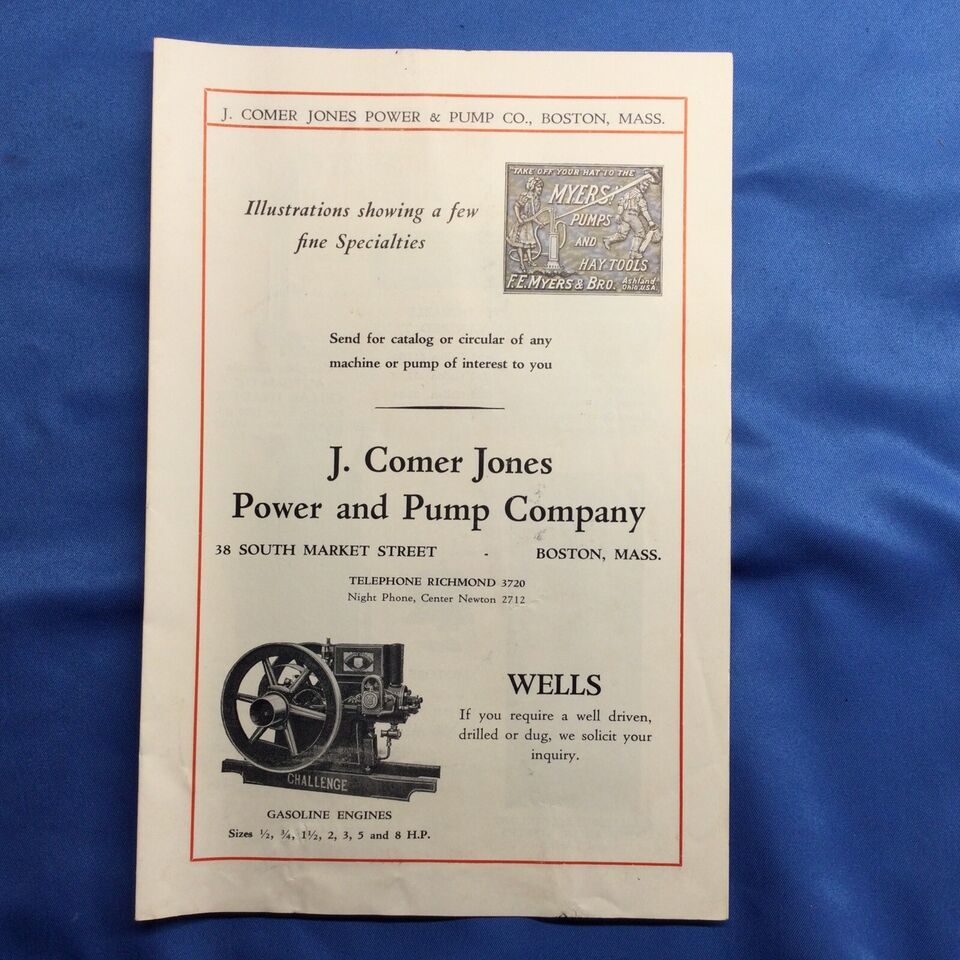 J. COMER JONES POWER & PUMP CO., BOSTON, MASS.
Illustrations showing a few
fine Specialties
"TAKE OFF YOUR HAT TO THE
MYERS!
PUMPS
AND
HAY TOOLS
F.E. MYERS & BRO. Ashland Ohio, U.S.A.
Send for catalog or circular of any
machine or pump of interest to you
J. Comer Jones
Power and Pump Company
38 SOUTH MARKET STREET - BOSTON, MASS.
TELEPHONE RICHMOND 3720
Night Phone, Center Newton 2712
WELLS
If you require a well driven,
drilled or dug, we solicit your
inquiry.
CHALLENGE
GASOLINE ENGINES
Sizes ½, ¾, 1½, 2, 3, 5 and 8 H.P.